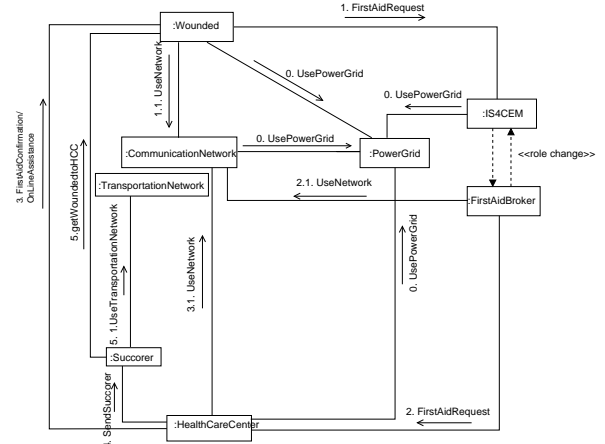 1. FirstAidRequest
:Wounded
0. UsePowerGrid
1.1. UseNetwork
0. UsePowerGrid
:IS4CEM
0. UsePowerGrid
:CommunicationNetwork
:PowerGrid
<<role change>>
:TransportationNetwork
2.1. UseNetwork
:FirstAidBroker
3. FirstAidConfirmation/
OnLineAssistance
5.getWoundedtoHCC
5. 1.UseTransportationNetwork
3.1. UseNetwork
0. UsePowerGrid
:Succorer
SendSuccorer
2. FirstAidRequest
:HealthCareCenter